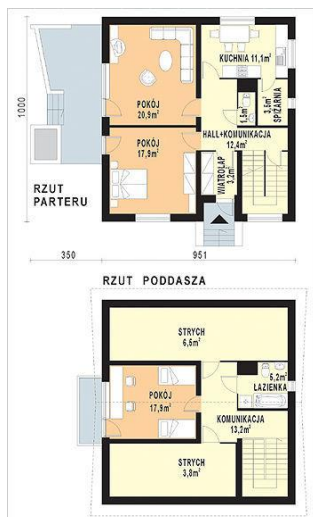 KUCHNIA 11,1m²
POKÓJ
20,9m²
1,5m²
3,6m²
SPIŻARNIA
1000
POKÓJ
17,9m²
HALL+KOMUNIKACJA
12,4m²
WIATROŁAP
3,2m²
RZUT
PARTERU
350
951
RZUT PODDASZA
STRYCH
6,6m²
5,2m²
ŁAZIENKA
POKÓJ
17,9m²
KOMUNIKACJA
13,2m²
STRYCH
3,8m²